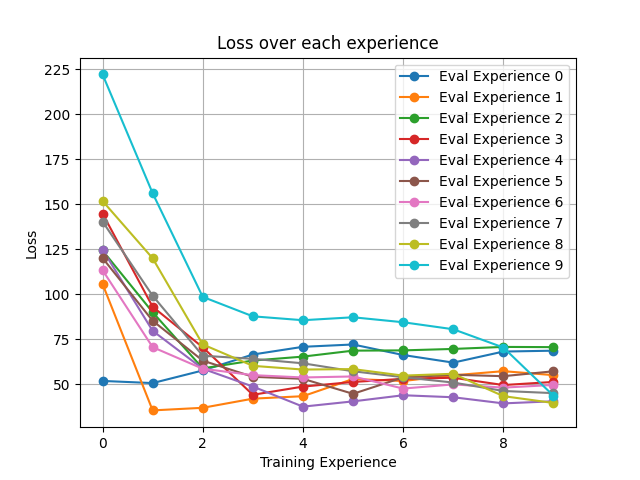 Loss over each experience
Loss
225
200
175
150
125
100
75
50
0
2
4
6
8
Training Experience
Eval Experience 0
Eval Experience 1
Eval Experience 2
Eval Experience 3
Eval Experience 4
Eval Experience 5
Eval Experience 6
Eval Experience 7
Eval Experience 8
Eval Experience 9